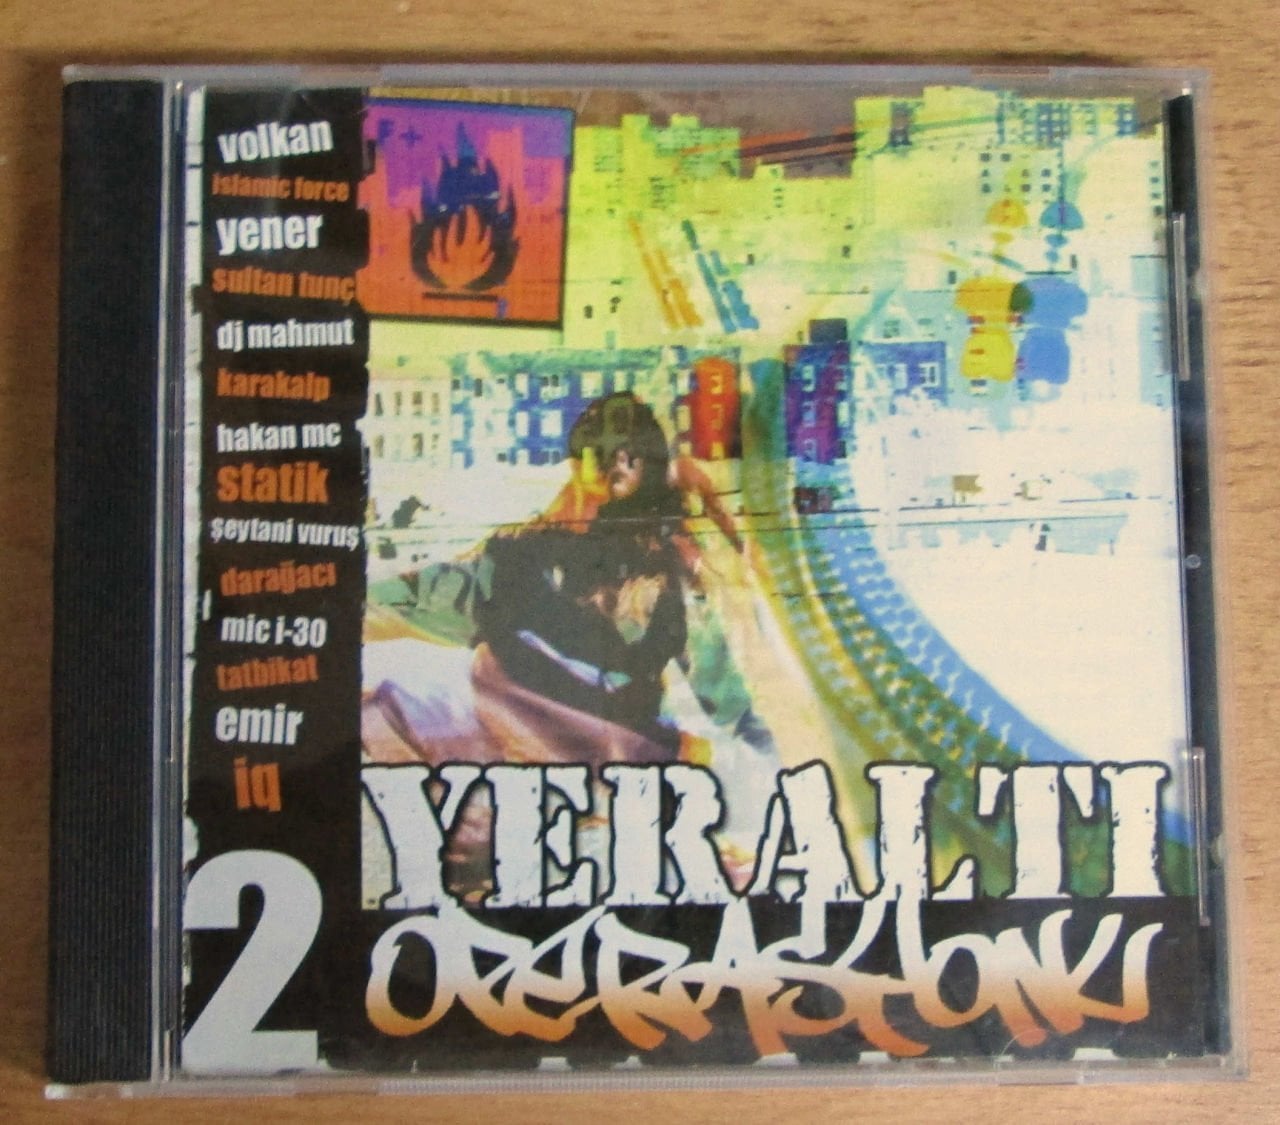 volkan
islamic force
yener
sultan tunç
dj mahmut
karakalp
hakan mc
statik
şeytani vuruş
darağacı
mic i-30
tatbikat
emir
iq
2
F+
YERALTI
OPERASYONU